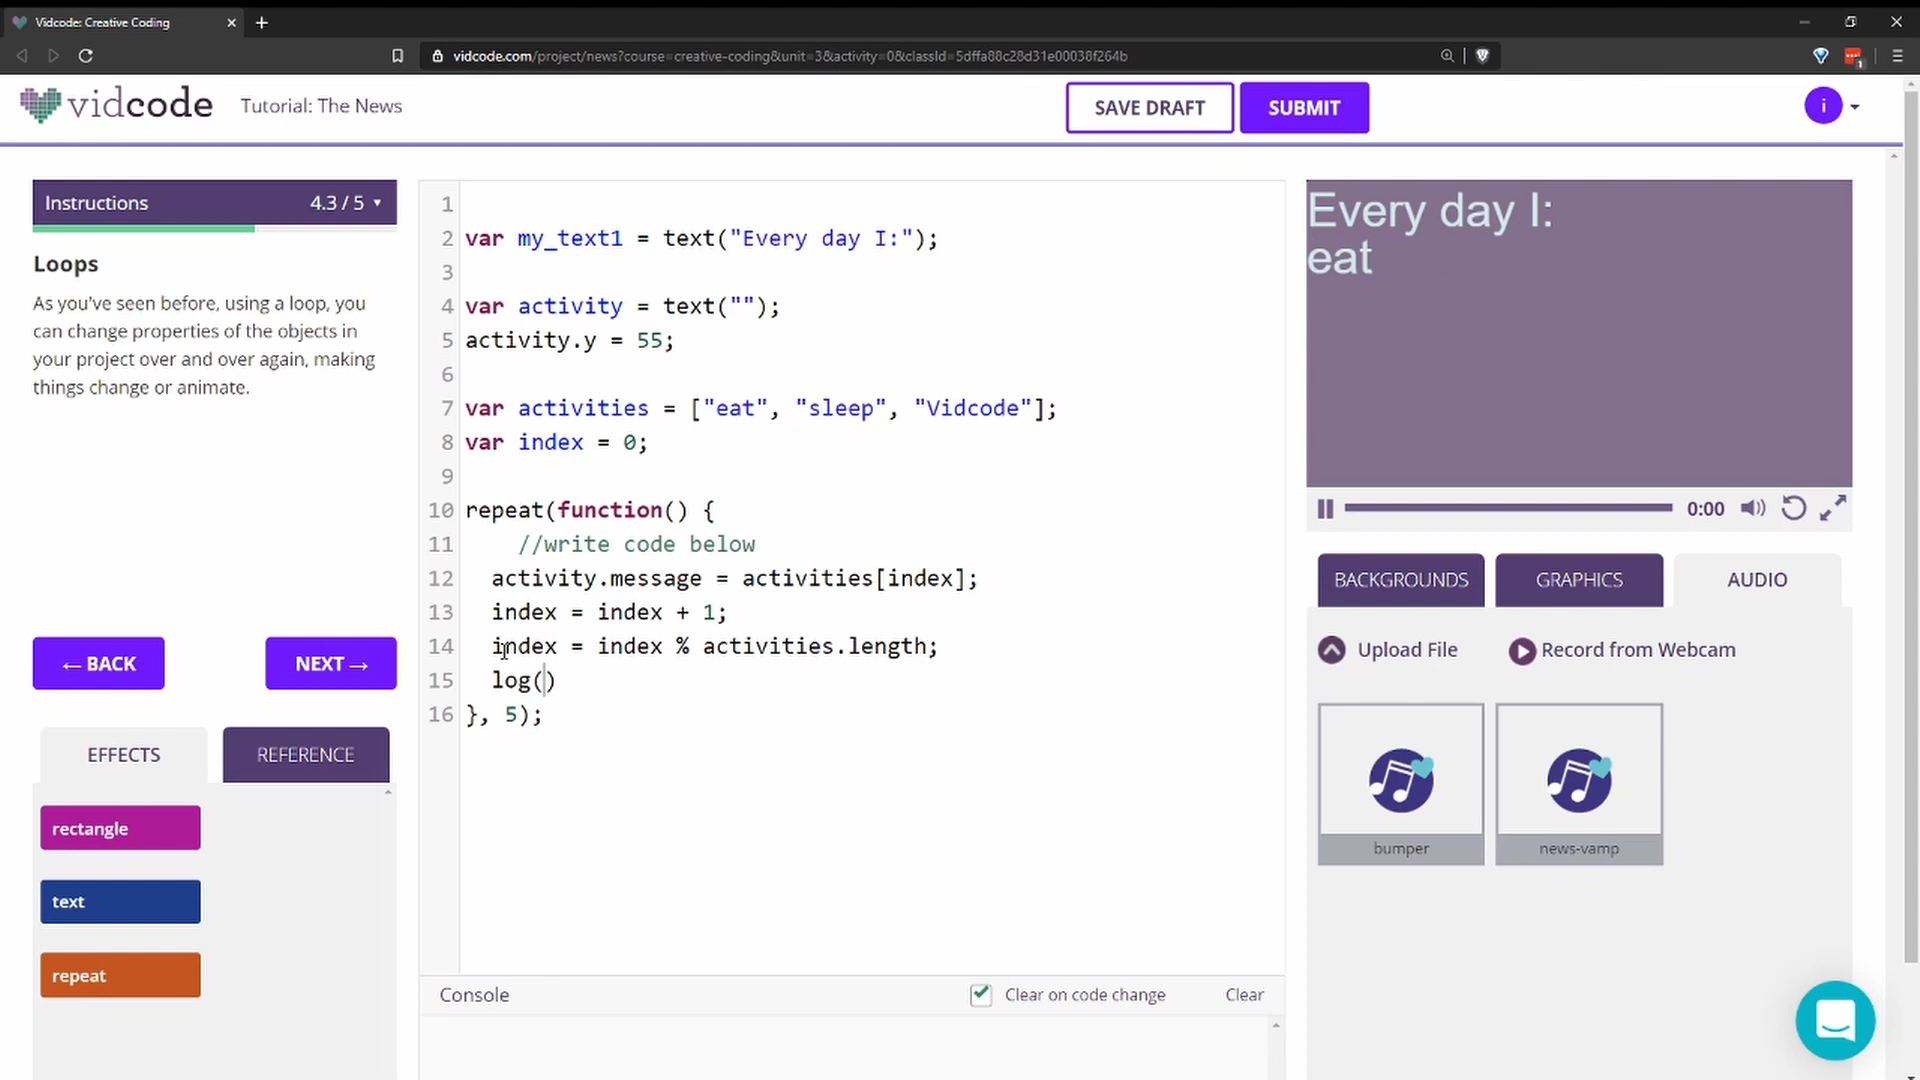 Vidcode: Creative Coding
vidcode.com/project/news?course=creative-coding&unit=3&activity=0&classId=5dffa88c28d31e00038f264b
1
vidcode
Tutorial: The News
SAVE DRAFT
SUBMIT
i
Instructions
4.3 / 5
Loops
As you've seen before, using a loop, you
can change properties of the objects in
your project over and over again, making
things change or animate.
← BACK
NEXT →
EFFECTS
REFERENCE
rectangle
text
repeat
1
2 var my_text1 = text("Every day I:");
3
4 var activity = text("");
5 activity.y = 55;
6
7 var activities = ["eat", "sleep", "Vidcode"];
8 var index = 0;
9
10 repeat(function() {
11 //write code below
12 activity.message = activities[index];
13 index = index + 1;
14 index = index % activities.length;
15 log()
16 }, 5);
Console
Clear on code change
Clear
Every day I:
eat
0:00
BACKGROUNDS
GRAPHICS
AUDIO
Upload File
Record from Webcam
bumper
news-vamp